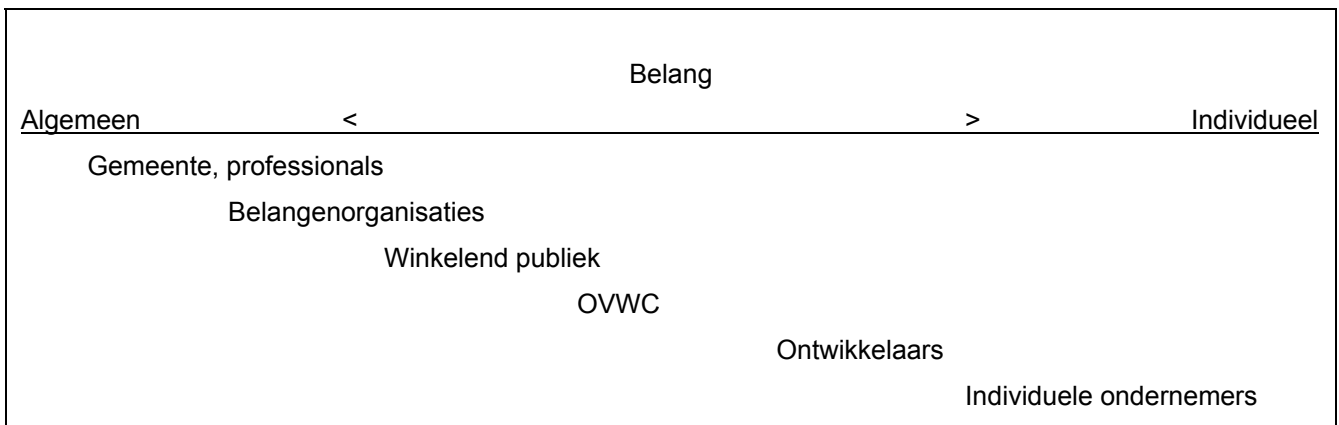 Belang
Algemeen < > Individueel
Gemeente, professionals
Belangenorganisaties
Winkelend publiek
OVWC
Ontwikkelaars
Individuele ondernemers